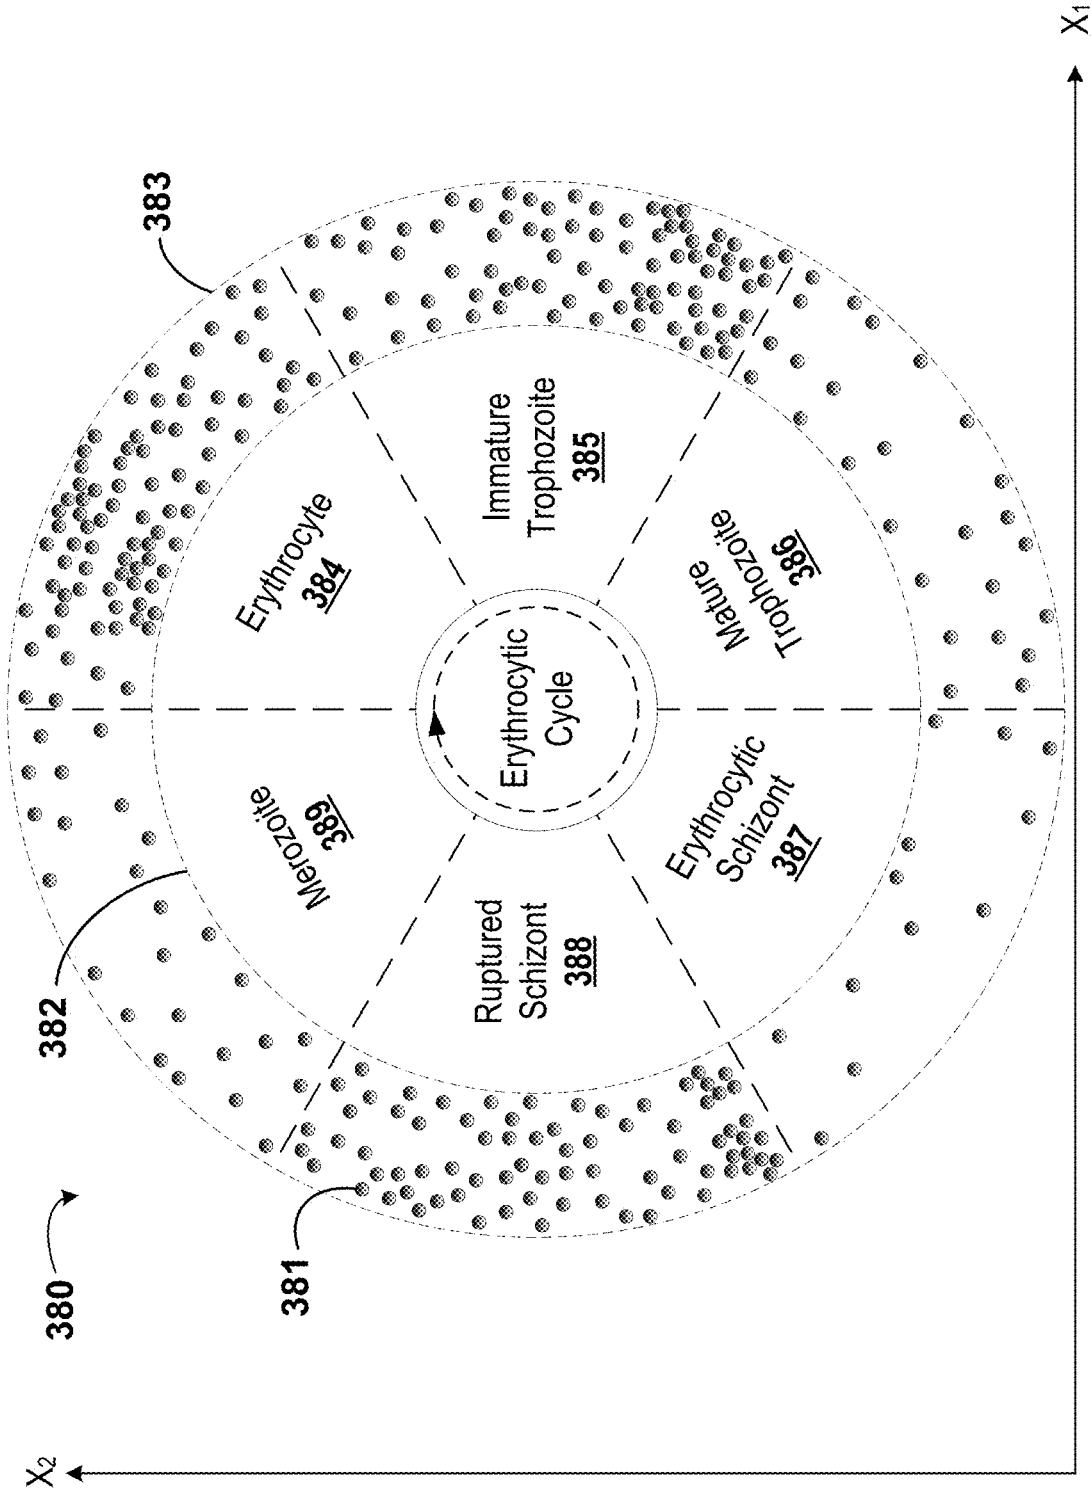 380
X2
X1
381
382
383
Erythrocytic
Cycle
Erythrocyte
384
Immature
Trophozoite
385
Mature
Trophozoite
386
Erythrocytic
Schizont
387
Ruptured
Schizont
388
Merozoite
389